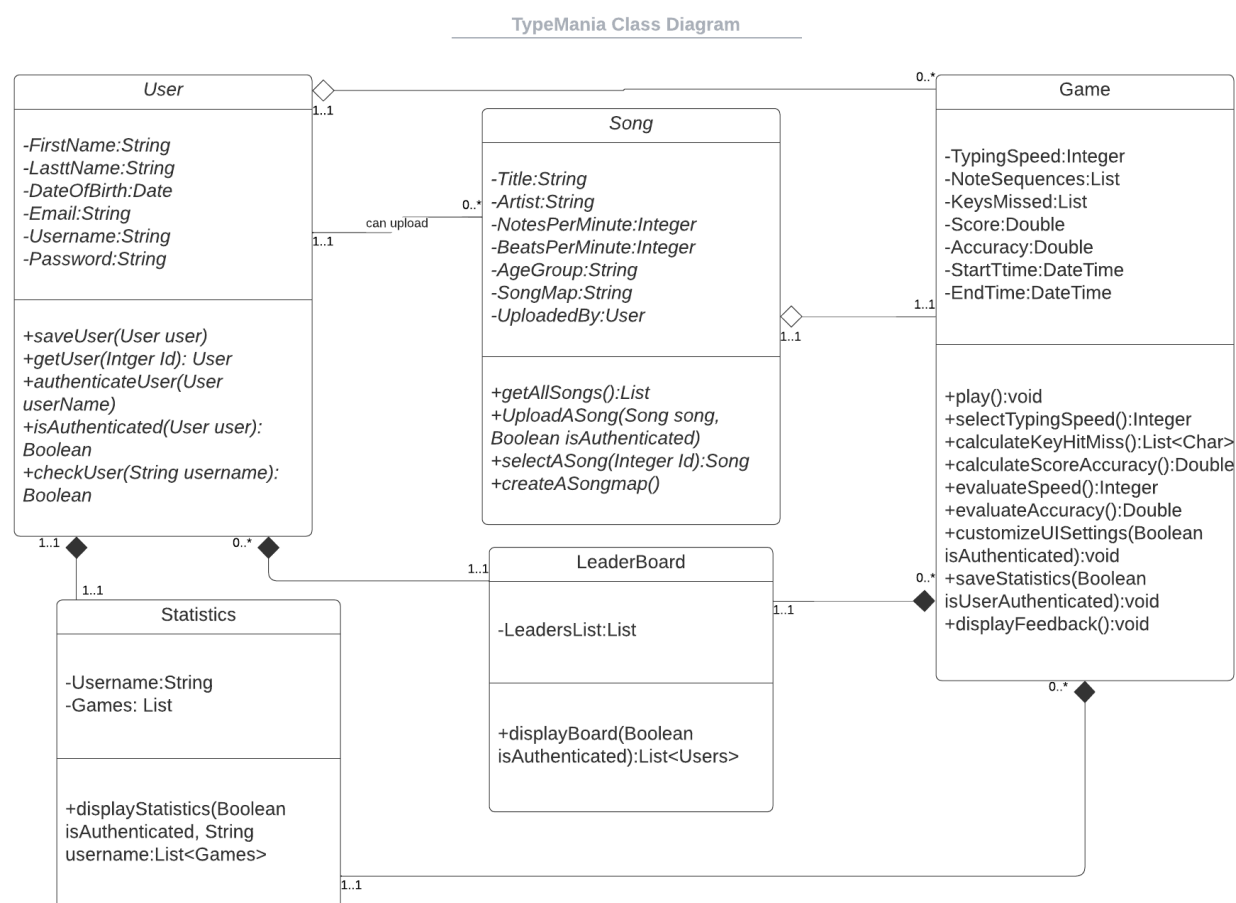 TypeMania Class Diagram
User
1..1
-FirstName:String
-LasttName:String
-DateOfBirth:Date
-Email:String
-Username:String
-Password:String
1..1
+saveUser(User user)
+getUser(Intger Id): User
+authenticateUser(User
userName)
+isAuthenticated(User user):
Boolean
+checkUser(String username):
Boolean
1..1
0..*
can upload
0..*
Song
-Title:String
-Artist:String
-NotesPerMinute:Integer
-BeatsPerMinute:Integer
-AgeGroup:String
-SongMap:String
-UploadedBy:User
1..1
+getAllSongs():List
+UploadASong(Song song,
Boolean isAuthenticated)
+selectASong(Integer Id):Song
+createASongmap()
0..*
Game
-TypingSpeed:Integer
-NoteSequences:List
-KeysMissed:List
-Score:Double
-Accuracy:Double
-StartTtime:DateTime
-EndTime:DateTime
1..1
+play():void
+selectTypingSpeed():Integer
+calculateKeyHitMiss():List<Char>
+calculateScoreAccuracy():Double
+evaluateSpeed():Integer
+evaluateAccuracy():Double
+customizeUISettings(Boolean
isAuthenticated):void
+saveStatistics(Boolean
isUserAuthenticated):void
+displayFeedback():void
0..*
0..*
1..1
Statistics
-Username:String
-Games: List
+displayStatistics(Boolean
isAuthenticated, String
username:List<Games>
1..1
1..1
LeaderBoard
1..1
-LeadersList:List
+displayBoard(Boolean
isAuthenticated):List<Users>